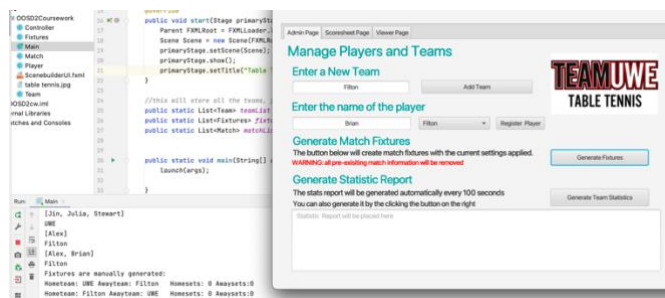 OOSD2Coursework
Controller
Fixtures
Main
Match
Player
ScenebuilderUI.fxml
table tennis.jpg
Team
OSD2cw.iml
rnal Libraries
tches and Consoles
public void start(Stage primarySta
Parent FXMLRoot = FXMLLoader.
Scene Scene = new Scene(FXMLR
primaryStage.setScene(Scene);
primaryStage.show();
primaryStage.setTitle("Table T
}
//this will store all the teams,
public static List<Team> teamList
public static List<Fixtures> fixtu
public static List<Match> matchLis
public static void main(String[]
launch(args);
}
Run: Main
[Jin, Julia, Stewart]
UWE
[Alex]
Filton
[Alex, Brian]
Filton
Fixtures are manually generated:
Hometeam: UWE Awayteam: Filton Homesets: 0 Awaysets:0
Hometeam: Filton Awayteam: UWE Homesets: 0 Awaysets:0
Admin Page Scoresheet Page Viewer Page
Manage Players and Teams
Enter a New Team
Filton Add Team
TEAMUWE
TABLE TENNIS
Enter the name of the player
Brian Filton Register Player
Generate Match Fixtures
The button below will create match fixtures with the current settings applied.
WARNING: all pre-existing match information will be removed
Generate Fixtures
Generate Statistic Report
The stats report will be generated automatically every 100 seconds
You can also generate it by the clicking the button on the right
Generate Team Statistics
Statistic Report will be placed here